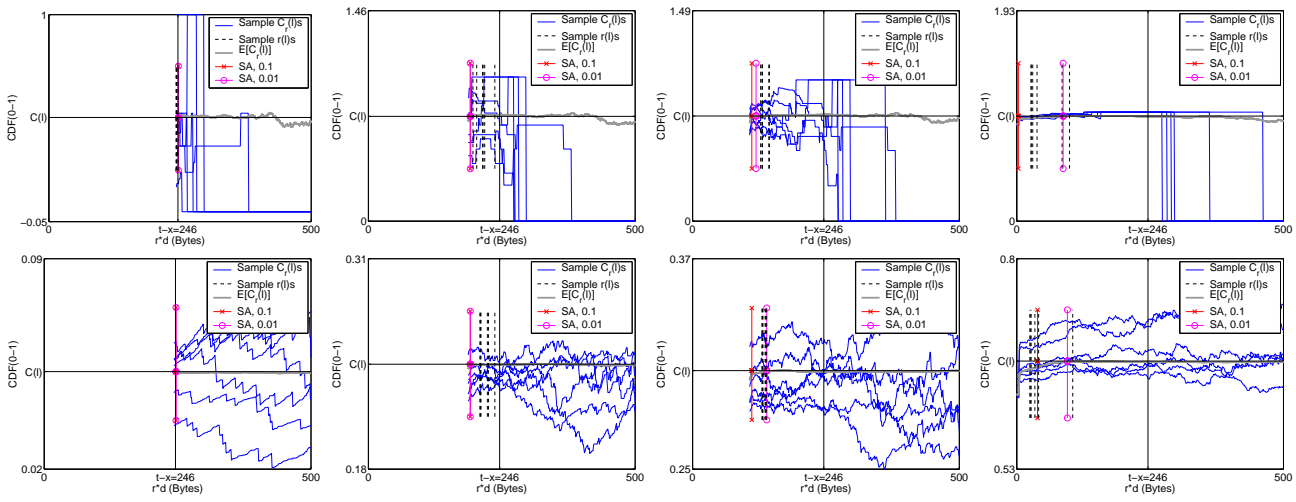 1
CDF(0−1)
C(l)
−0.05
0
t−x=246
500
r*d (Bytes)
Sample C_r(l)s
Sample r(l)s
E[C_r(l)]
SA, 0.1
SA, 0.01
1.46
CDF(0−1)
C(l)
0
0
t−x=246
500
r*d (Bytes)
Sample C_r(l)s
Sample r(l)s
E[C_r(l)]
SA, 0.1
SA, 0.01
1.49
CDF(0−1)
C(l)
0
0
t−x=246
500
r*d (Bytes)
Sample C_r(l)s
Sample r(l)s
E[C_r(l)]
SA, 0.1
SA, 0.01
1.93
CDF(0−1)
C(l)
0
0
t−x=246
500
r*d (Bytes)
Sample C_r(l)s
Sample r(l)s
E[C_r(l)]
SA, 0.1
SA, 0.01
0.09
CDF(0−1)
C(l)
0.02
0
t−x=246
500
r*d (Bytes)
Sample C_r(l)s
Sample r(l)s
E[C_r(l)]
SA, 0.1
SA, 0.01
0.31
CDF(0−1)
C(l)
0.18
0
t−x=246
500
r*d (Bytes)
Sample C_r(l)s
Sample r(l)s
E[C_r(l)]
SA, 0.1
SA, 0.01
0.37
CDF(0−1)
C(l)
0.25
0
t−x=246
500
r*d (Bytes)
Sample C_r(l)s
Sample r(l)s
E[C_r(l)]
SA, 0.1
SA, 0.01
0.8
CDF(0−1)
C(l)
0.53
0
t−x=246
500
r*d (Bytes)
Sample C_r(l)s
Sample r(l)s
E[C_r(l)]
SA, 0.1
SA, 0.01